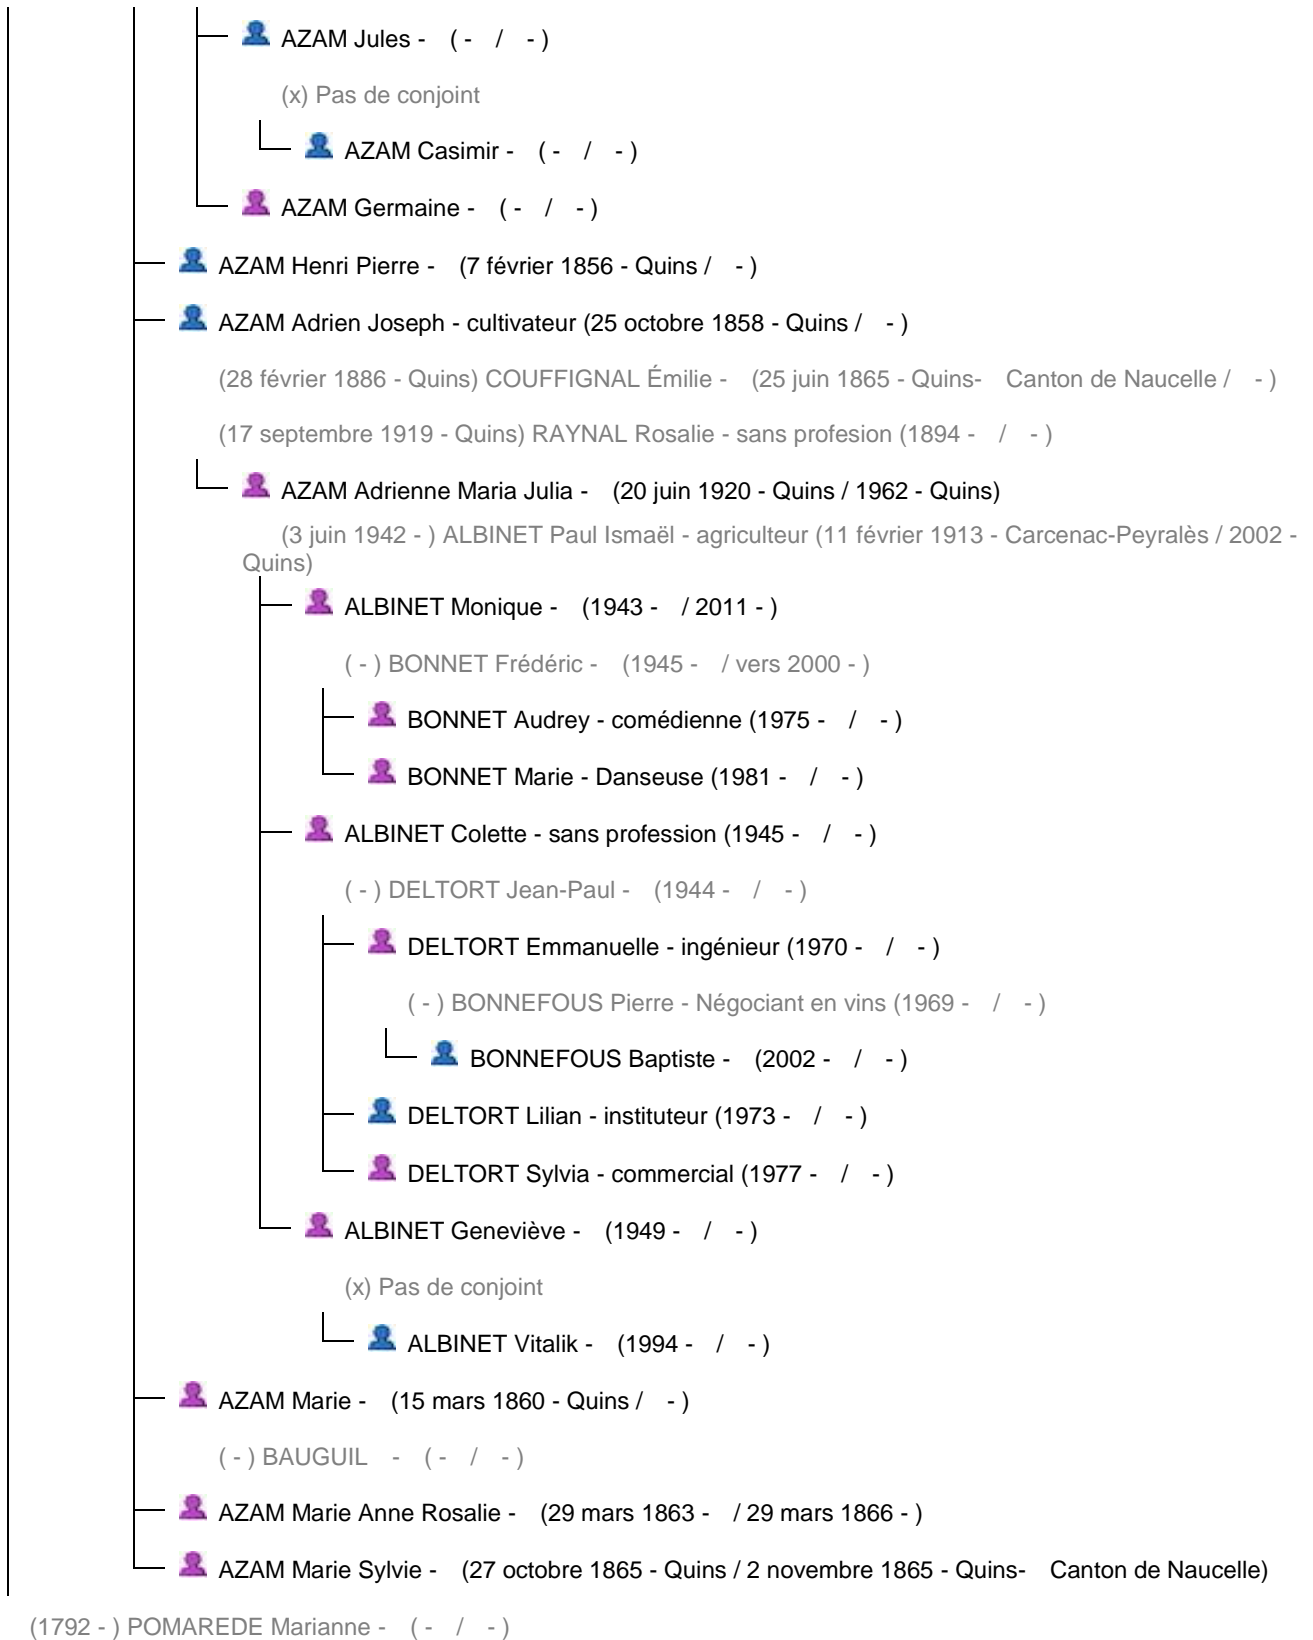 AZAM Jules - ( - / - )
(x) Pas de conjoint
AZAM Casimir - ( - / - )
AZAM Germaine - ( - / - )
AZAM Henri Pierre - (7 février 1856 - Quins / - )
AZAM Adrien Joseph - cultivateur (25 octobre 1858 - Quins / - )
(28 février 1886 - Quins) COUFFIGNAL Émilie - (25 juin 1865 - Quins- Canton de Naucelle / - )
(17 septembre 1919 - Quins) RAYNAL Rosalie - sans profesion (1894 - / - )
AZAM Adrienne Maria Julia - (20 juin 1920 - Quins / 1962 - Quins)
(3 juin 1942 - ) ALBINET Paul Ismaël - agriculteur (11 février 1913 - Carcenac-Peyralès / 2002 -
Quins)
ALBINET Monique - (1943 - / 2011 - )
( - ) BONNET Frédéric - (1945 - / vers 2000 - )
BONNET Audrey - comédienne (1975 - / - )
BONNET Marie - Danseuse (1981 - / - )
ALBINET Colette - sans profession (1945 - / - )
( - ) DELTORT Jean-Paul - (1944 - / - )
DELTORT Emmanuelle - ingénieur (1970 - / - )
( - ) BONNEFOUS Pierre - Négociant en vins (1969 - / - )
BONNEFOUS Baptiste - (2002 - / - )
DELTORT Lilian - instituteur (1973 - / - )
DELTORT Sylvia - commercial (1977 - / - )
ALBINET Geneviève - (1949 - / - )
(x) Pas de conjoint
ALBINET Vitalik - (1994 - / - )
AZAM Marie - (15 mars 1860 - Quins / - )
( - ) BAUGUIL - ( - / - )
AZAM Marie Anne Rosalie - (29 mars 1863 - / 29 mars 1866 - )
AZAM Marie Sylvie - (27 octobre 1865 - Quins / 2 novembre 1865 - Quins- Canton de Naucelle)
(1792 - ) POMAREDE Marianne - ( - / - )